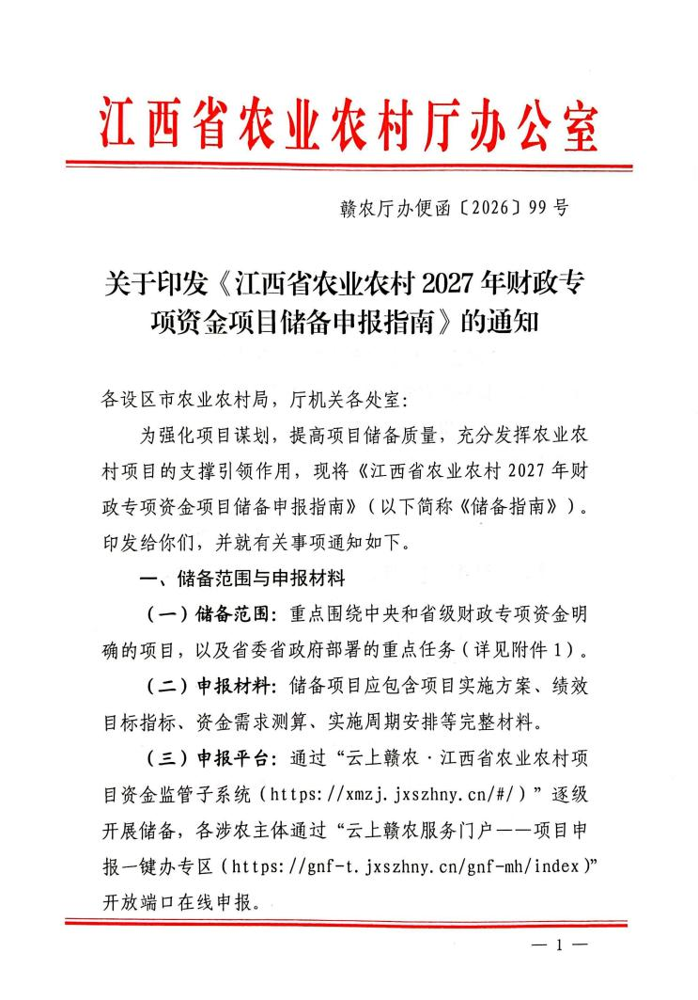 江西省农业农村厅办公室
赣农厅办便函〔2026〕99号
关于印发《江西省农业农村2027年财政专
项资金项目储备申报指南》的通知
各设区市农业农村局，厅机关各处室：
为强化项目谋划，提高项目储备质量，充分发挥农业农
村项目的支撑引领作用，现将《江西省农业农村2027年财
政专项资金项目储备申报指南》（以下简称《储备指南》）。
印发给你们，并就有关事项通知如下。
一、储备范围与申报材料
（一）储备范围：重点围绕中央和省级财政专项资金明
确的项目，以及省委省政府部署的重点任务（详见附件1）。
（二）申报材料：储备项目应包含项目实施方案、绩效
目标指标、资金需求测算、实施周期安排等完整材料。
（三）申报平台：通过“云上赣农·江西省农业农村项
目资金监管子系统（https://xmzj.jxszhny.cn/#/）”逐级
开展储备，各涉农主体通过“云上赣农服务门户——项目申
报一键办专区（https://gnf-t.jxszhny.cn/gnf-mh/index）”
开放端口在线申报。
— 1 —